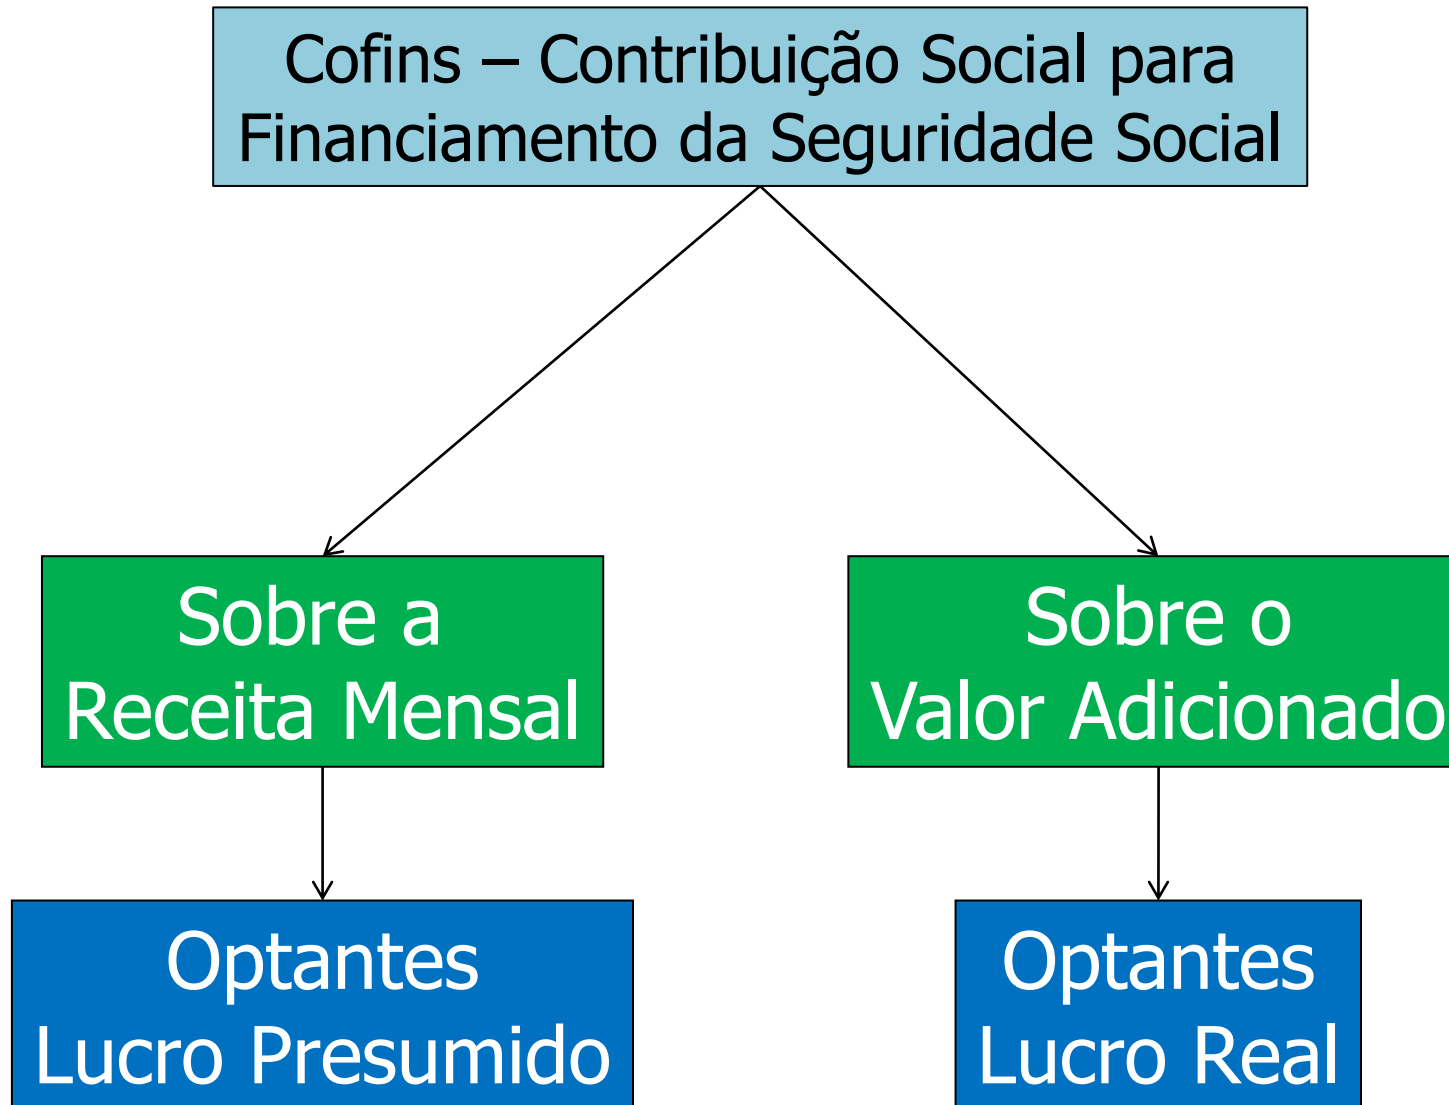 Cofins – Contribuição Social para
Financiamento da Seguridade Social
Sobre a
Receita Mensal
Sobre o
Valor Adicionado
Optantes
Lucro Presumido
Optantes
Lucro Real